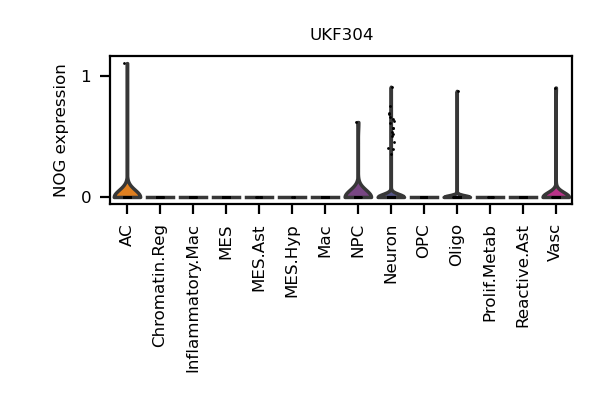 UKF304
NOG expression
1
0
AC
Chromatin.Reg
Inflammatory.Mac
MES
MES.Ast
MES.Hyp
Mac
NPC
Neuron
OPC
Oligo
Prolif.Metab
Reactive.Ast
Vasc